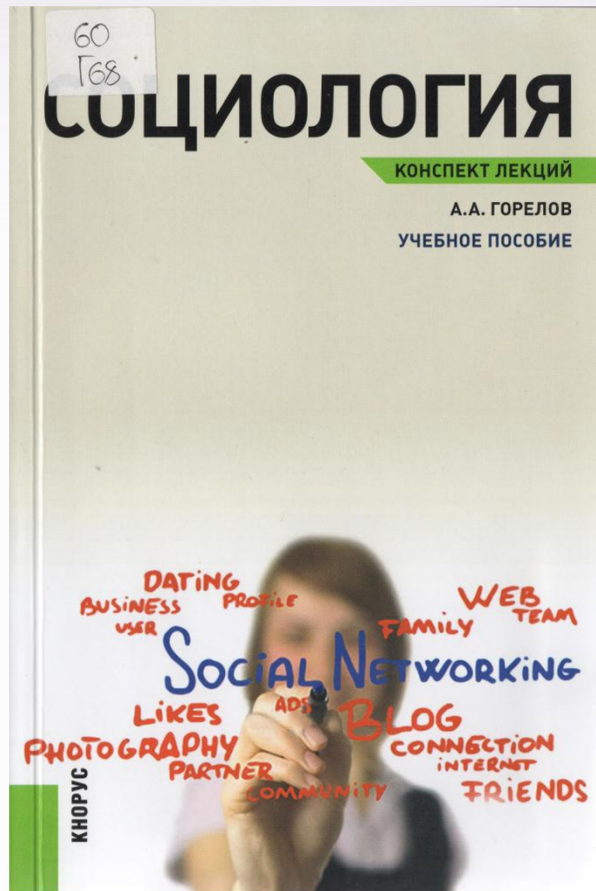 60
Г68
СОЦИОЛОГИЯ
КОНСПЕКТ ЛЕКЦИЙ
А.А. ГОРЕЛОВ
УЧЕБНОЕ ПОСОБИЕ
DATING
BUSINESS
PROFILE
USER
WEB
TEAM
FAMILY
SOCIAL NETWORKING
ADS
LIKES
BLOG
PHOTOGRAPHY
CONNECTION
PARTNER
INTERNET
COMMUNITY
FRIENDS
КНОРУС